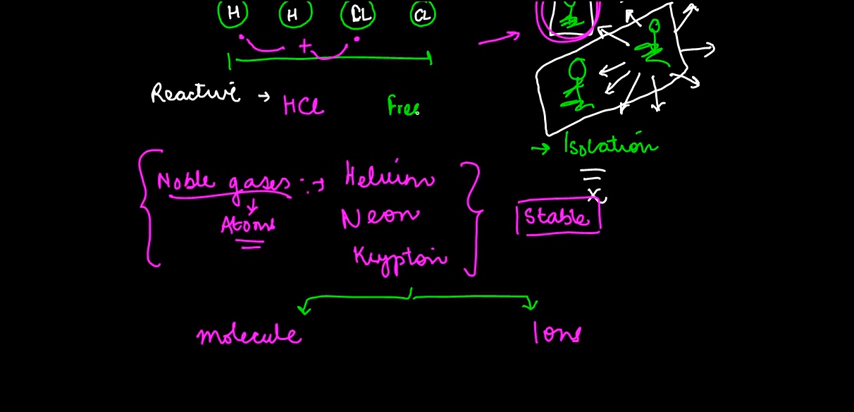 H H CL CL
+
Reactive → HCl Free
→ Isolation
x
Noble gases :→ Helium
↓
Atoms
Neon
Stable
Krypton
molecule Ions